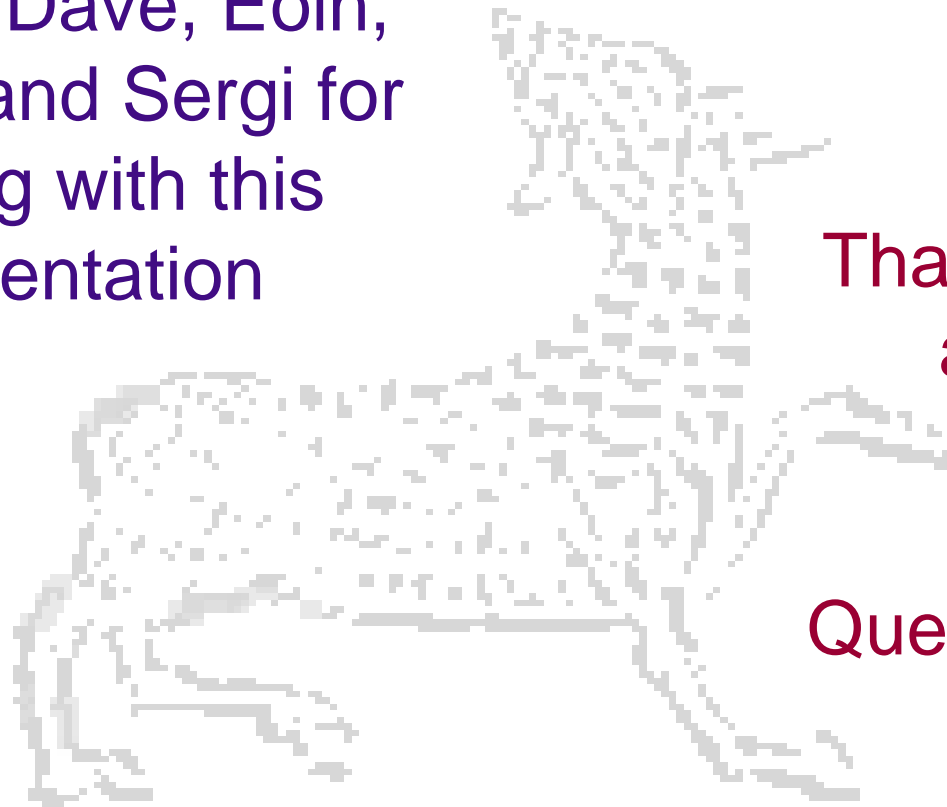 Dave, Eoin,
and Sergi for
g with this
entation
Tha
a
Que